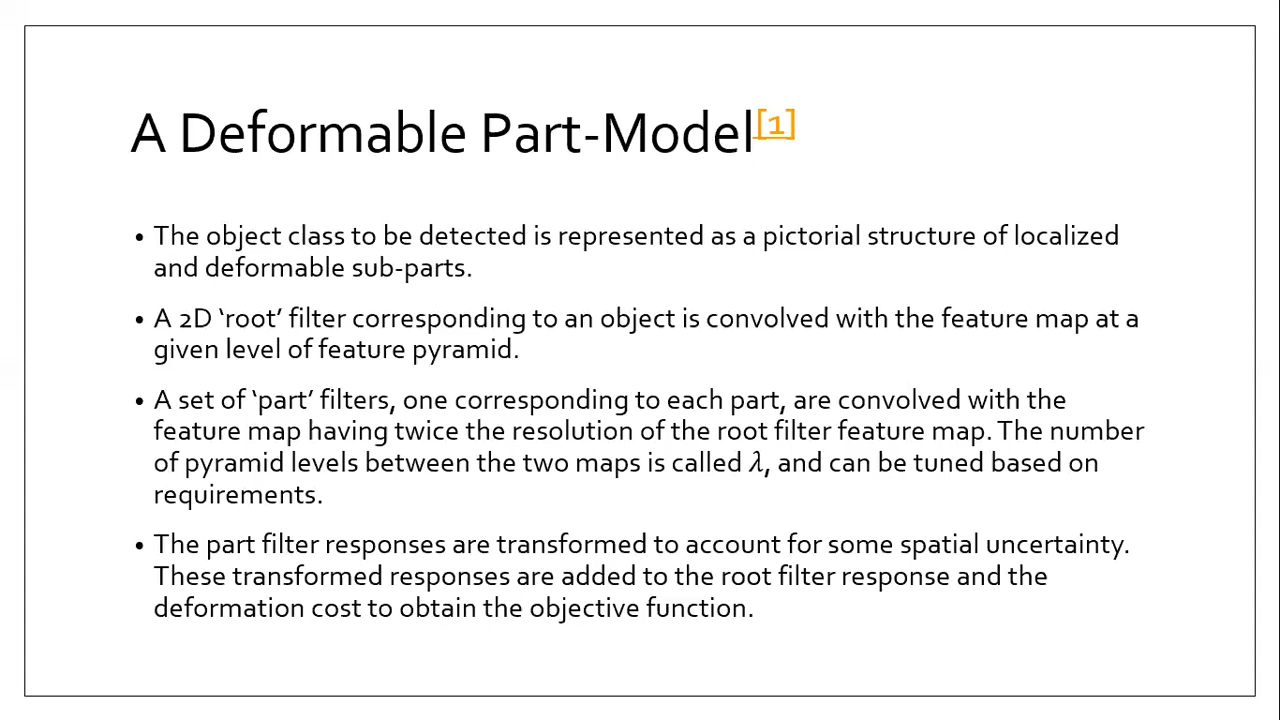 A Deformable Part-Model[1]
• The object class to be detected is represented as a pictorial structure of localized
and deformable sub-parts.
• A 2D ‘root’ filter corresponding to an object is convolved with the feature map at a
given level of feature pyramid.
• A set of ‘part’ filters, one corresponding to each part, are convolved with the
feature map having twice the resolution of the root filter feature map. The number
of pyramid levels between the two maps is called λ, and can be tuned based on
requirements.
• The part filter responses are transformed to account for some spatial uncertainty.
These transformed responses are added to the root filter response and the
deformation cost to obtain the objective function.